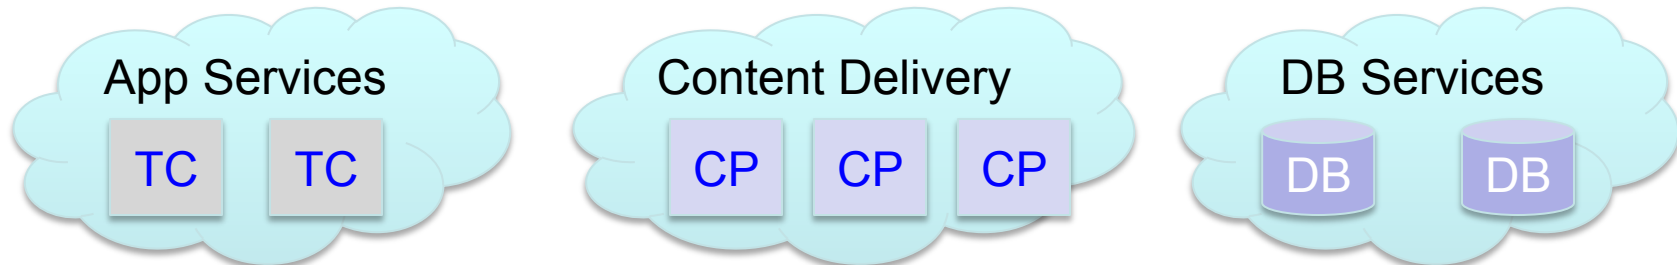 App Services
TC TC
Content Delivery
CP CP CP
DB Services
DB DB